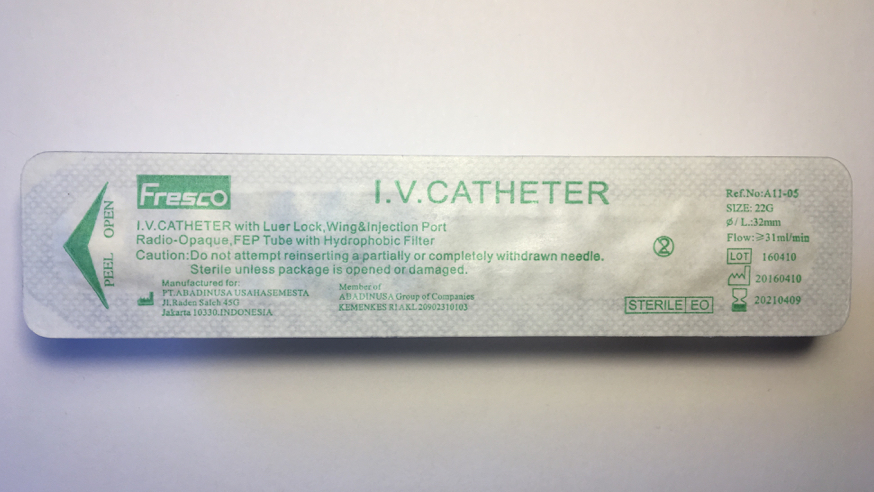 PEEL OPEN
Fresco
I.V.CATHETER
I.V.CATHETER with Luer Lock,Wing&Injection Port
Radio-Opaque,FEP Tube with Hydrophobic Filter
Caution:Do not attempt reinserting a partially or completely withdrawn needle.
Sterile unless package is opened or damaged.
Manufactured for:
PT.ABADINUSA USAHASEMESTA
Jl.Raden Saleh 45G
Jakarta 10330.INDONESIA
Member of
ABADINUSA Group of Companies
KEMENKES RI AKL 20902310103
2
STERILE EO
Ref.No:A11-05
SIZE: 22G
ø/ L.:32mm
Flow:≥31ml/min
LOT 160410
20160410
20210409